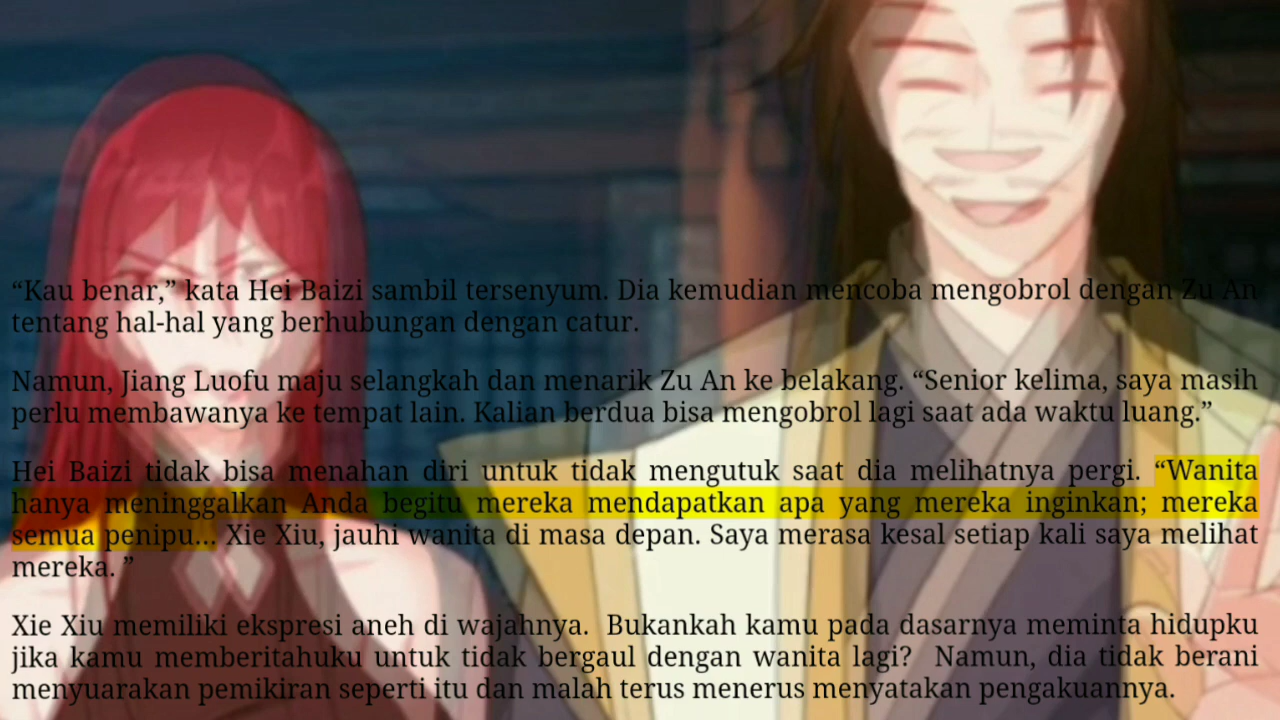 “Kau benar,” kata Hei Baizi sambil tersenyum. Dia kemudian mencoba mengobrol dengan Zu An
tentang hal-hal yang berhubungan dengan catur.
Namun, Jiang Luofu maju selangkah dan menarik Zu An ke belakang. “Senior kelima, saya masih
perlu membawanya ke tempat lain. Kalian berdua bisa mengobrol lagi saat ada waktu luang.”
Hei Baizi tidak bisa menahan diri untuk tidak mengutuk saat dia melihatnya pergi. “Wanita
hanya meninggalkan Anda begitu mereka mendapatkan apa yang mereka inginkan; mereka
semua penipu... Xie Xiu, jauhi wanita di masa depan. Saya merasa kesal setiap kali saya melihat
mereka. ”
Xie Xiu memiliki ekspresi aneh di wajahnya.  Bukankah kamu pada dasarnya meminta hidupku
jika kamu memberitahuku untuk tidak bergaul dengan wanita lagi?  Namun, dia tidak berani
menyuarakan pemikiran seperti itu dan malah terus menerus menyatakan pengakuannya.